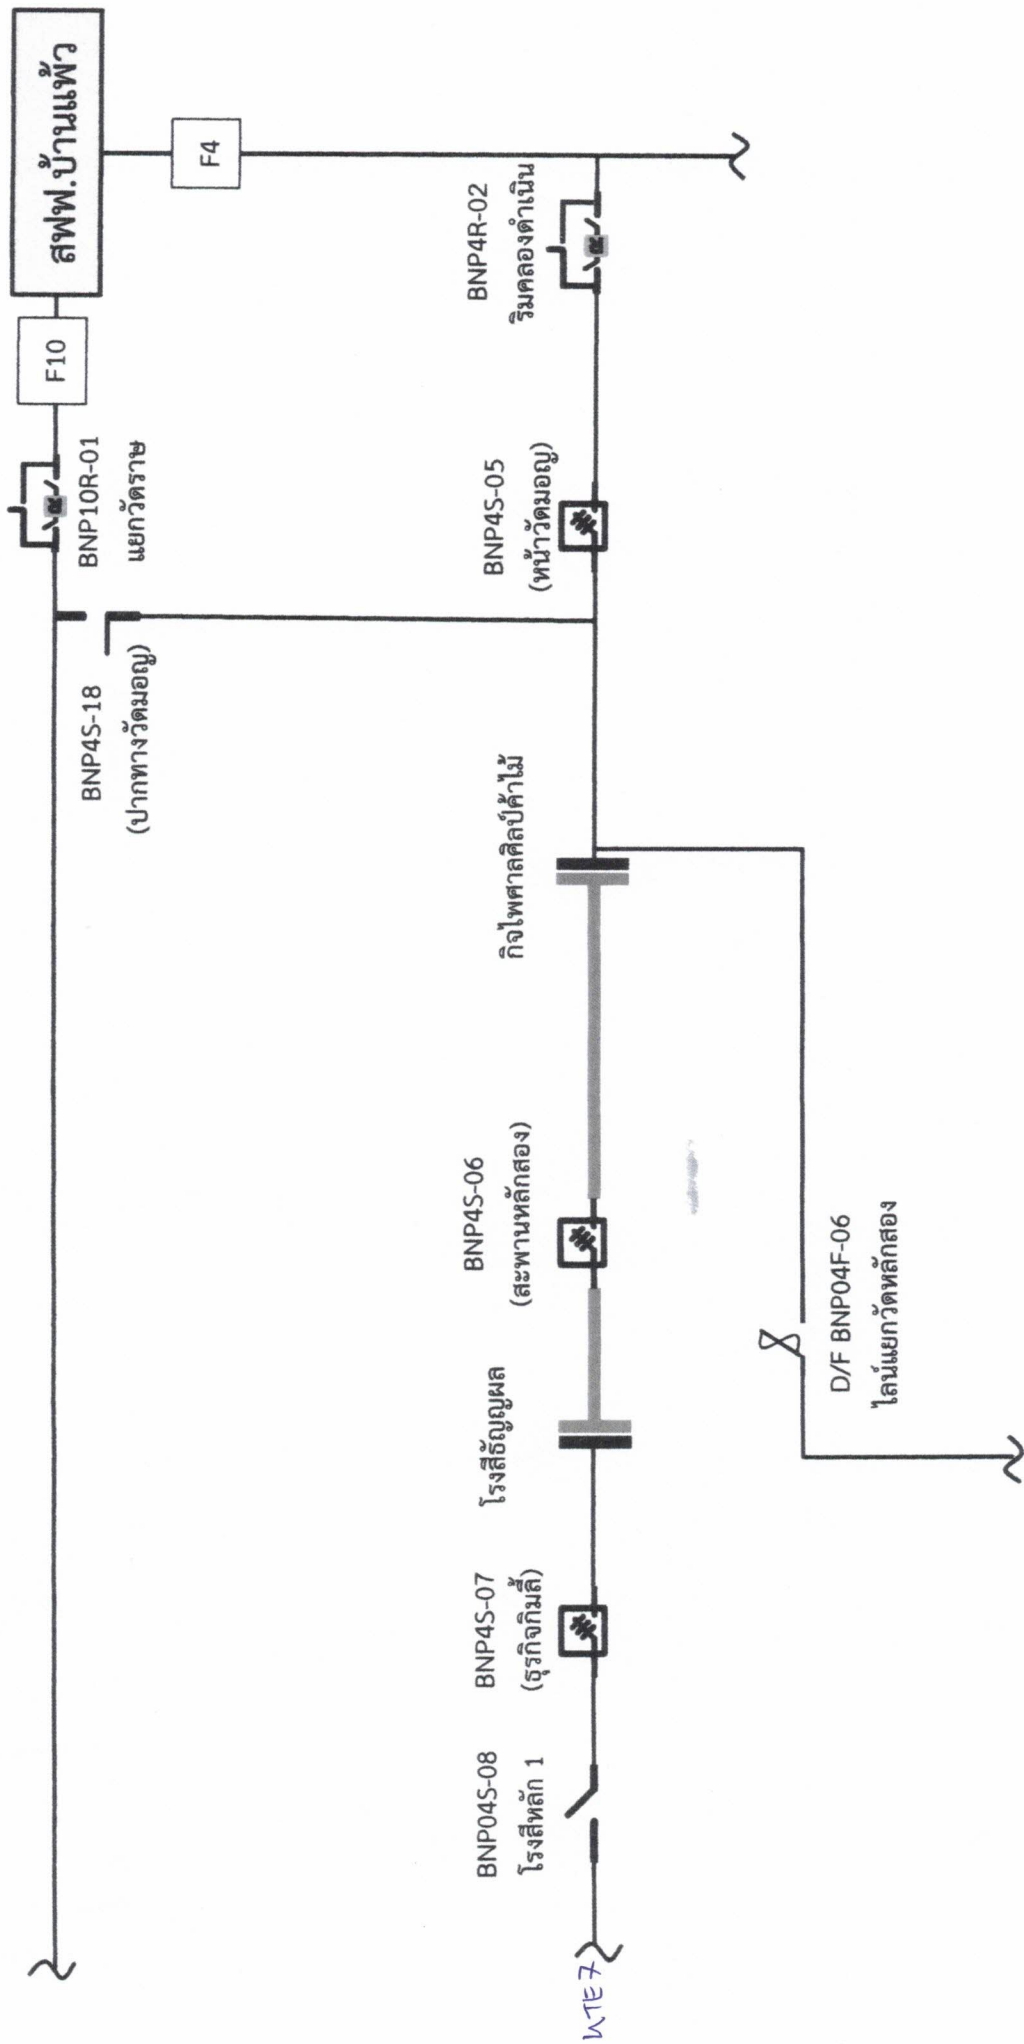 สฟฟ.บ้านแพ้ว
F10
F4
BNP10R-01
แยกวัดราษ
BNP4S-18
(ปากทางวัดมอญ)
BNP4R-02
ริมคลองดำเนิน
BNP4S-05
(หน้าวัดมอญ)
กิจไพศาลศิลป์ค้าไม้
BNP4S-06
(สะพานหลักสอง)
โรงสีธัญญผล
BNP4S-07
(ธุรกิจกิมลี้)
BNP04S-08
โรงสีหลัก 1
D/F BNP04F-06
ไลน์แยกวัดหลักสอง
KTE7